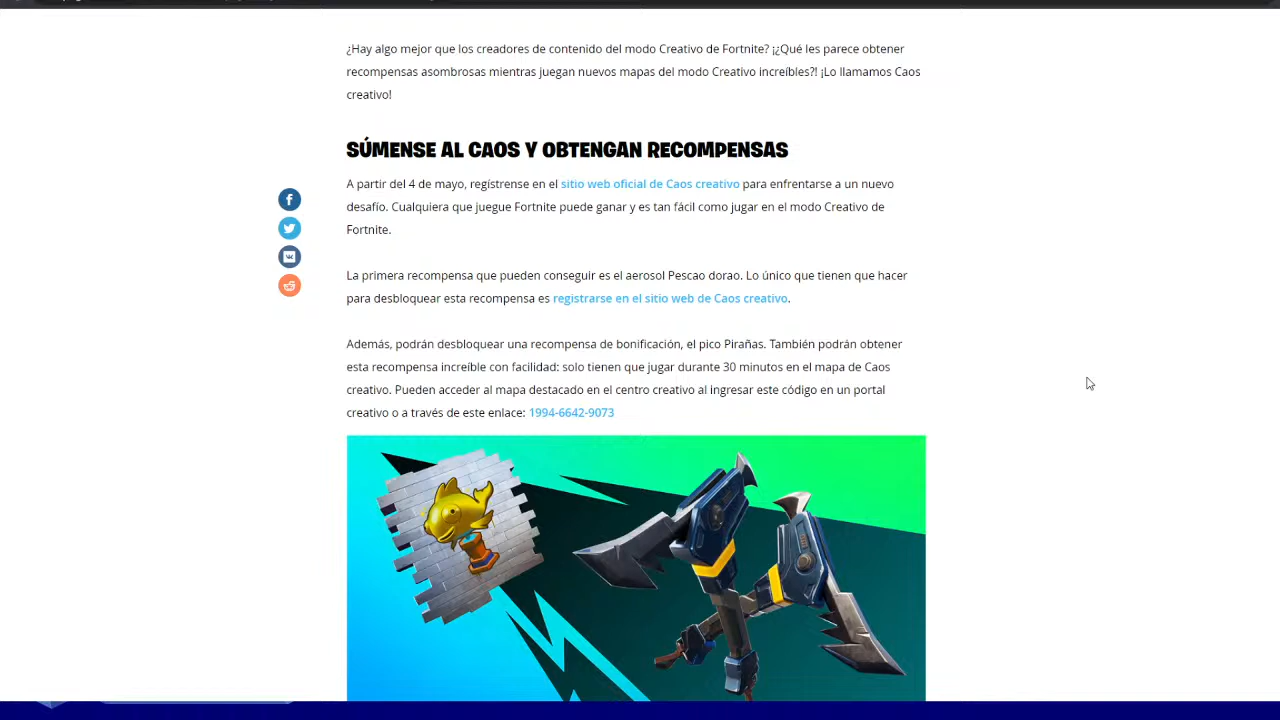 ¿Hay algo mejor que los creadores de contenido del modo Creativo de Fortnite? ¡¿Qué les parece obtener
recompensas asombrosas mientras juegan nuevos mapas del modo Creativo increíbles?! ¡Lo llamamos Caos
creativo!
SÚMENSE AL CAOS Y OBTENGAN RECOMPENSAS
A partir del 4 de mayo, regístrense en el sitio web oficial de Caos creativo para enfrentarse a un nuevo
desafío. Cualquiera que juegue Fortnite puede ganar y es tan fácil como jugar en el modo Creativo de
Fortnite.
La primera recompensa que pueden conseguir es el aerosol Pescao dorao. Lo único que tienen que hacer
para desbloquear esta recompensa es registrarse en el sitio web de Caos creativo.
Además, podrán desbloquear una recompensa de bonificación, el pico Pirañas. También podrán obtener
esta recompensa increíble con facilidad: solo tienen que jugar durante 30 minutos en el mapa de Caos
creativo. Pueden acceder al mapa destacado en el centro creativo al ingresar este código en un portal
creativo o a través de este enlace: 1994-6642-9073